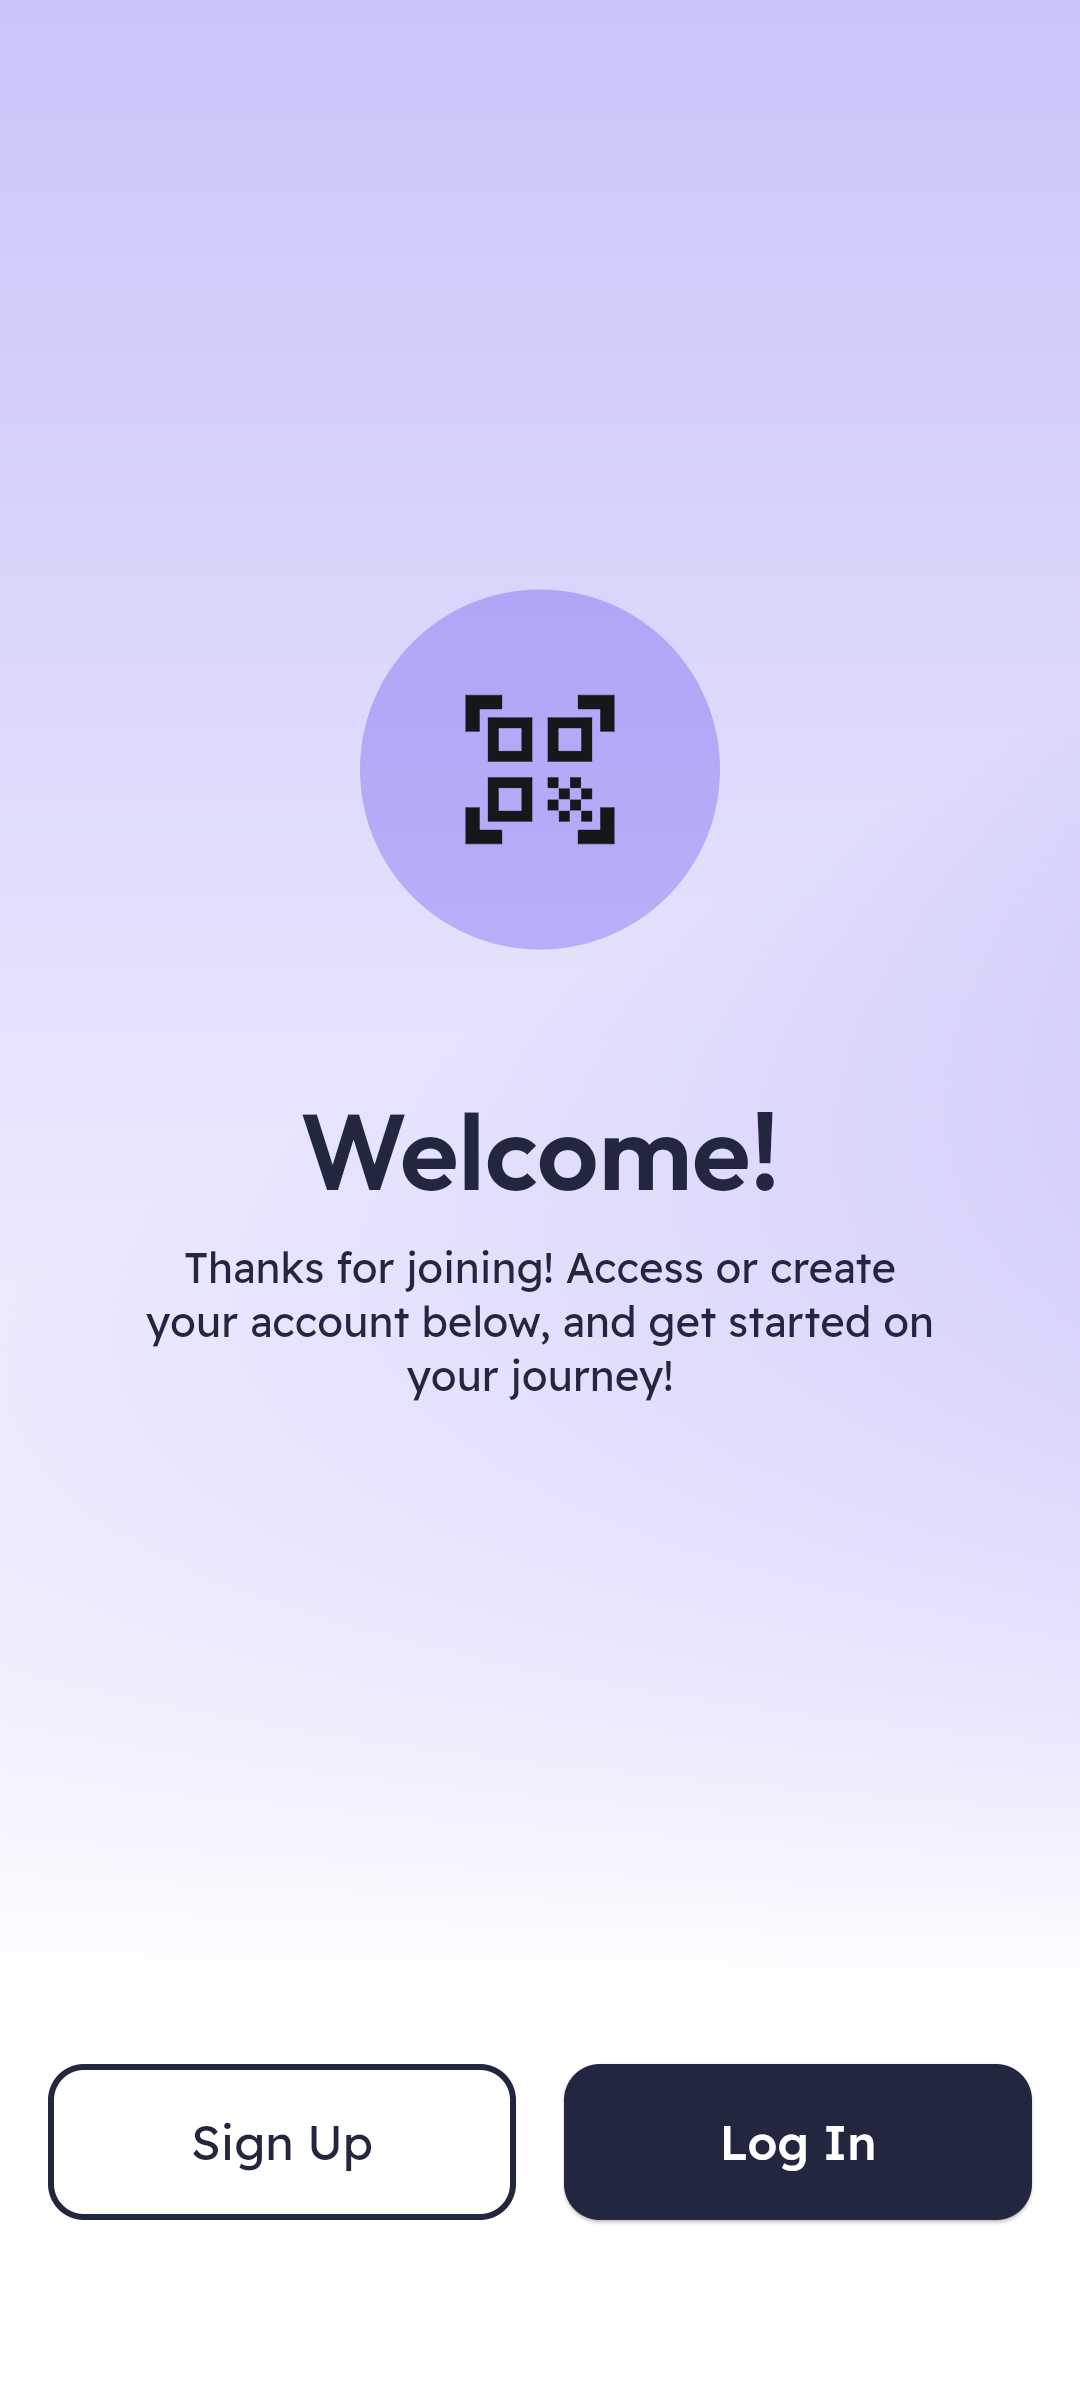 Welcome!
Thanks for joining! Access or create
your account below, and get started on
your journey!
Sign Up
Log In